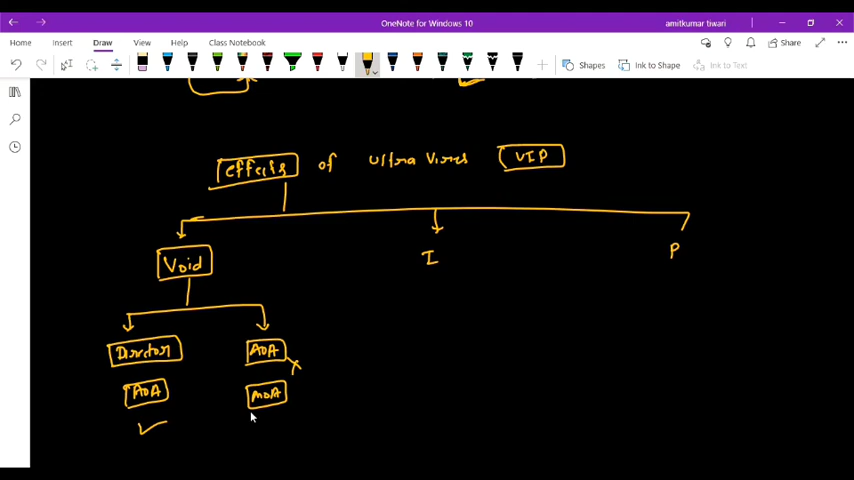 OneNote for Windows 10
amitkumar tiwari
Home Insert Draw View Help Class Notebook
Share
Shapes Ink to Shape Ink to Text
effects of ultra Vires VIP
Void I P
Director AOA
AOA MOA